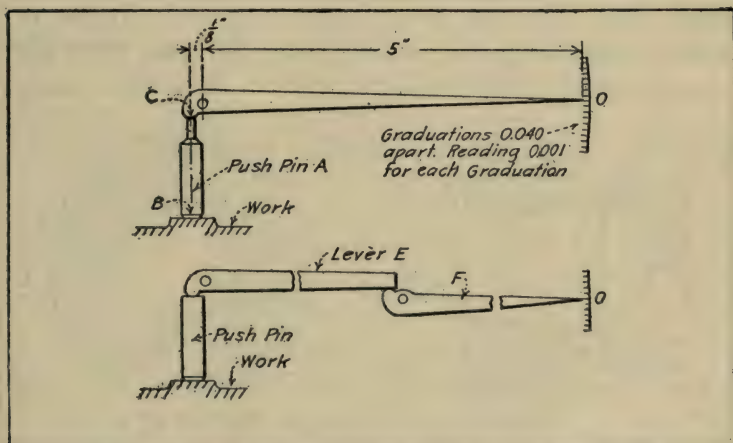 1/8"
5"
C
O
Graduations 0.040
apart. Reading 0.001
for each Graduation
Push Pin A
B
Work
Lever E
F
O
Push Pin
Work